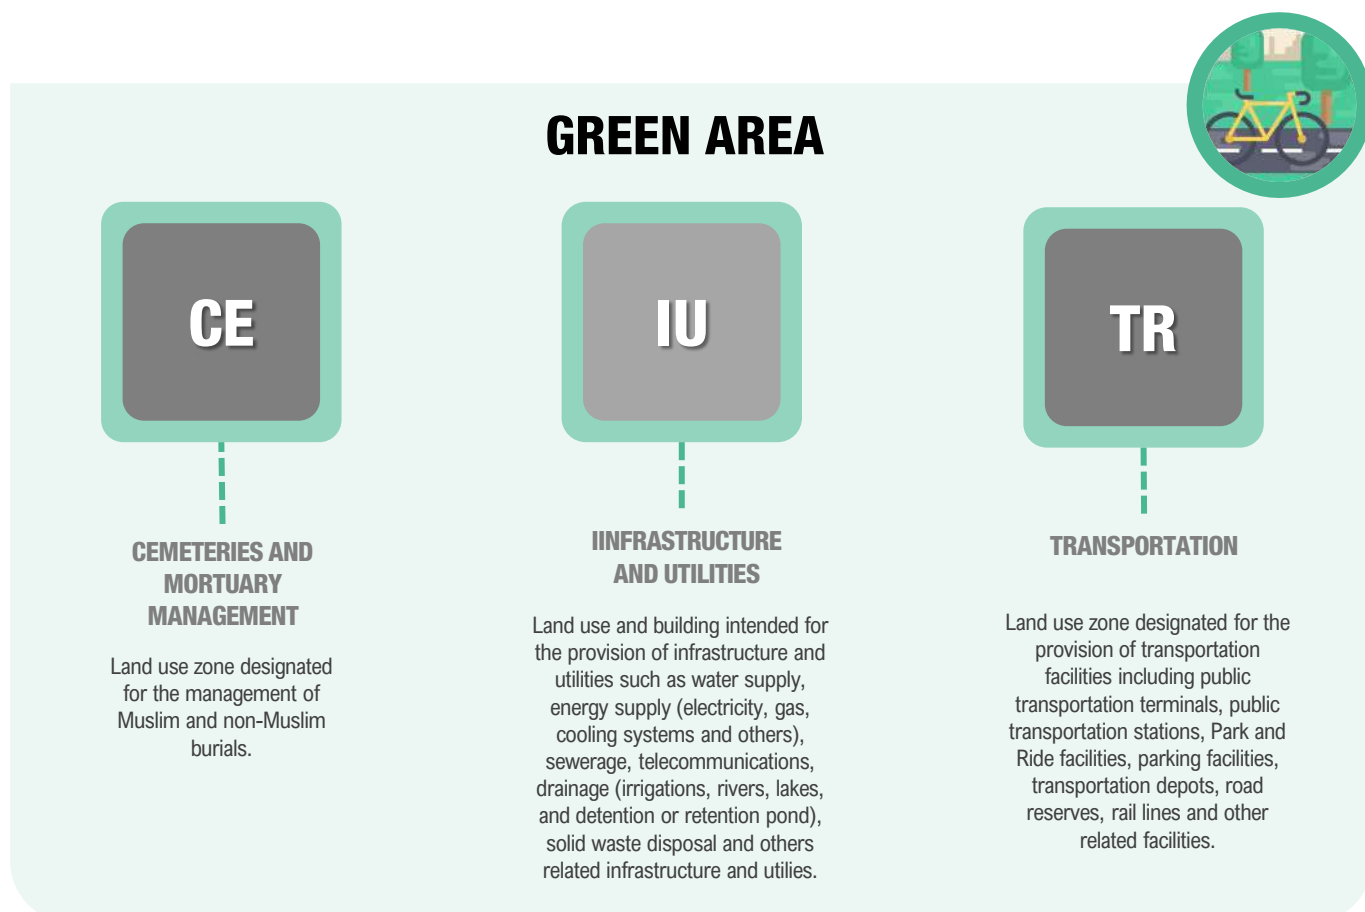 GREEN AREA
CE
CEMETERIES AND
MORTUARY
MANAGEMENT
Land use zone designated
for the management of
Muslim and non-Muslim
burials.
IU
IINFRASTRUCTURE
AND UTILITIES
Land use and building intended for
the provision of infrastructure and
utilities such as water supply,
energy supply (electricity, gas,
cooling systems and others),
sewerage, telecommunications,
drainage (irrigations, rivers, lakes,
and detention or retention pond),
solid waste disposal and others
related infrastructure and utilies.
TR
TRANSPORTATION
Land use zone designated for the
provision of transportation
facilities including public
transportation terminals, public
transportation stations, Park and
Ride facilities, parking facilities,
transportation depots, road
reserves, rail lines and other
related facilities.